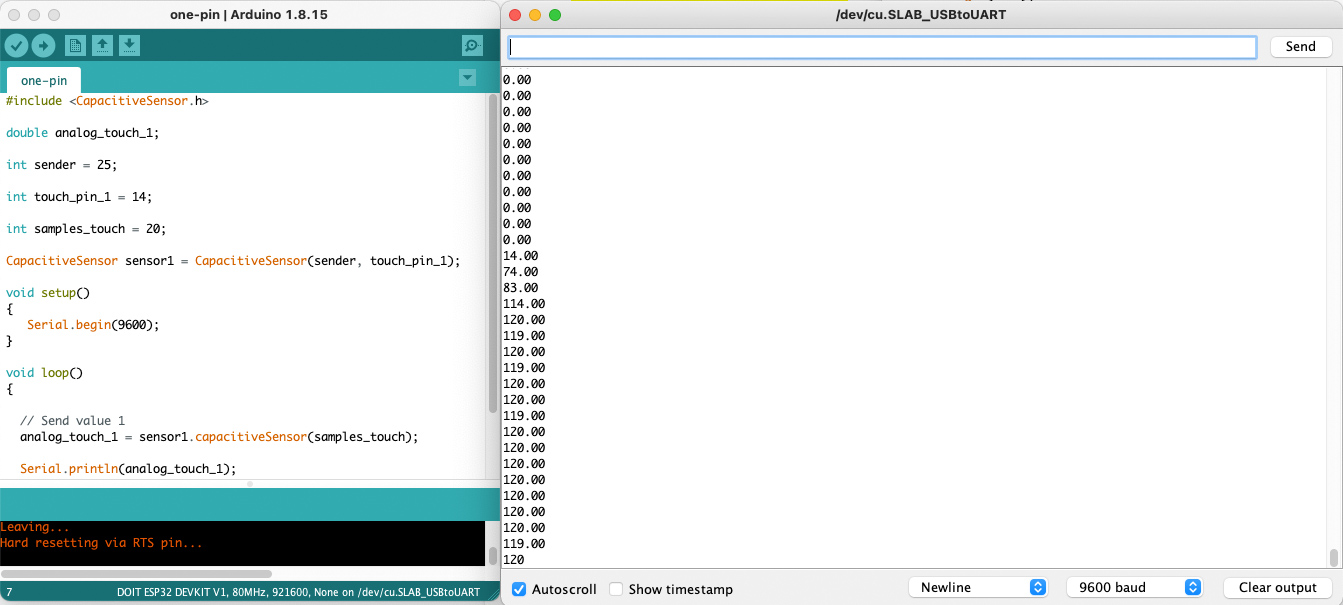 one-pin | Arduino 1.8.15
one-pin
#include <CapacitiveSensor.h>
double analog_touch_1;
int sender = 25;
int touch_pin_1 = 14;
int samples_touch = 20;
CapacitiveSensor sensor1 = CapacitiveSensor(sender, touch_pin_1);
void setup()
{
Serial.begin(9600);
}
void loop()
{
// Send value 1
analog_touch_1 = sensor1.capacitiveSensor(samples_touch);
Serial.println(analog_touch_1);
Leaving...
Hard resetting via RTS pin...
7 DOIT ESP32 DEVKIT V1, 80MHz, 921600, None on /dev/cu.SLAB_USBtoUART
/dev/cu.SLAB_USBtoUART
Send
0.00
0.00
0.00
0.00
0.00
0.00
0.00
0.00
0.00
0.00
0.00
14.00
74.00
83.00
114.00
120.00
119.00
120.00
119.00
120.00
120.00
119.00
120.00
120.00
120.00
120.00
120.00
120.00
120.00
119.00
120
Autoscroll Show timestamp Newline 9600 baud Clear output